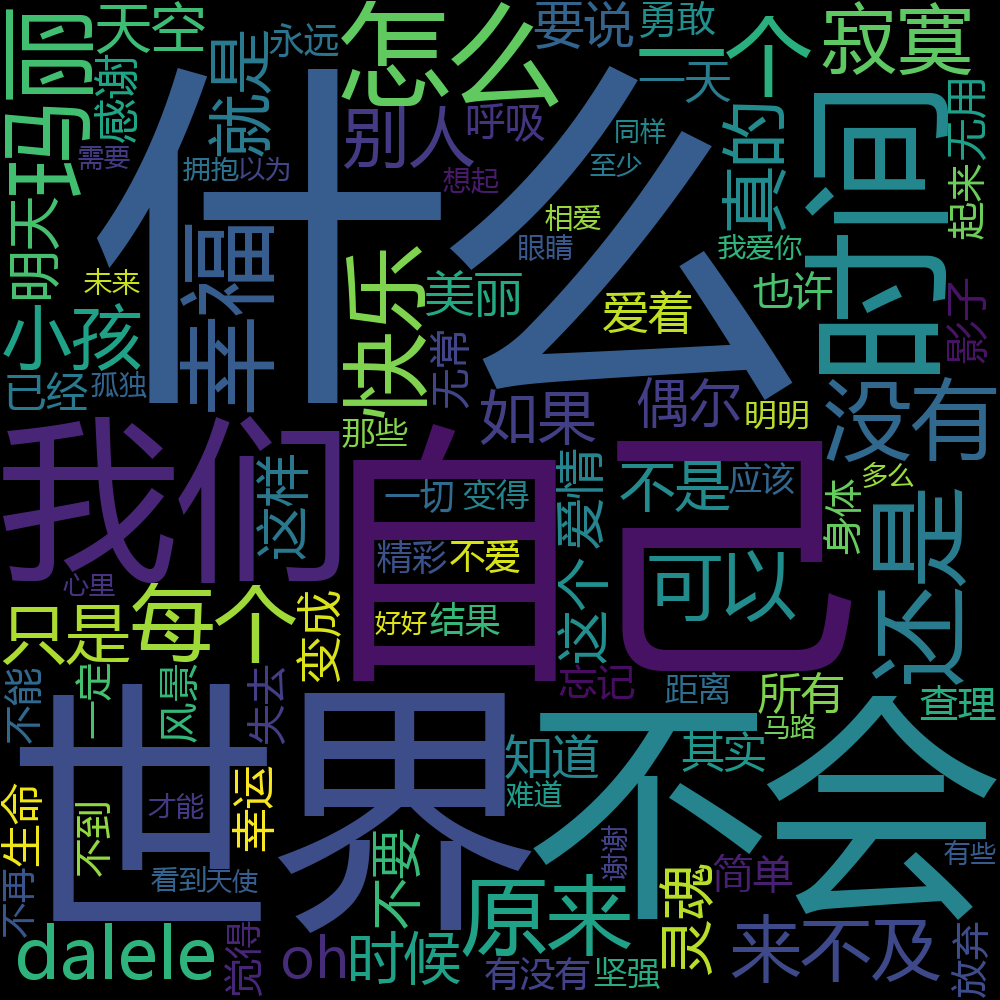 天空
永远
怎么
要说
勇敢
一个
寂寞
玛丽
感谢
就是
一天
别人
呼吸
同样
真的
时间
无用
需要
拥抱
以为
想起
至少
什么
明天
幸福
相爱
眼睛
我爱你
起来
未来
快乐
美丽
爱着
也许
影子
小孩
已经
孤独
无常
如果
偶尔
明明
没有
那些
我们
自己
这样
一切
变得
爱情
不是
应该
身体
多么
还是
精彩
不爱
这个
可以
心里
只是
每个
变成
好好
结果
忘记
距离
所有
查理
不能
一定
风景
失去
世界
不会
知道
其实
马路
生命
不到
才能
幸运
难道
不再
看到
天使
不要
原来
谢谢
灵魂
简单
有些
dalele
觉得
oh
时候
有没有
坚强
来不及
放弃